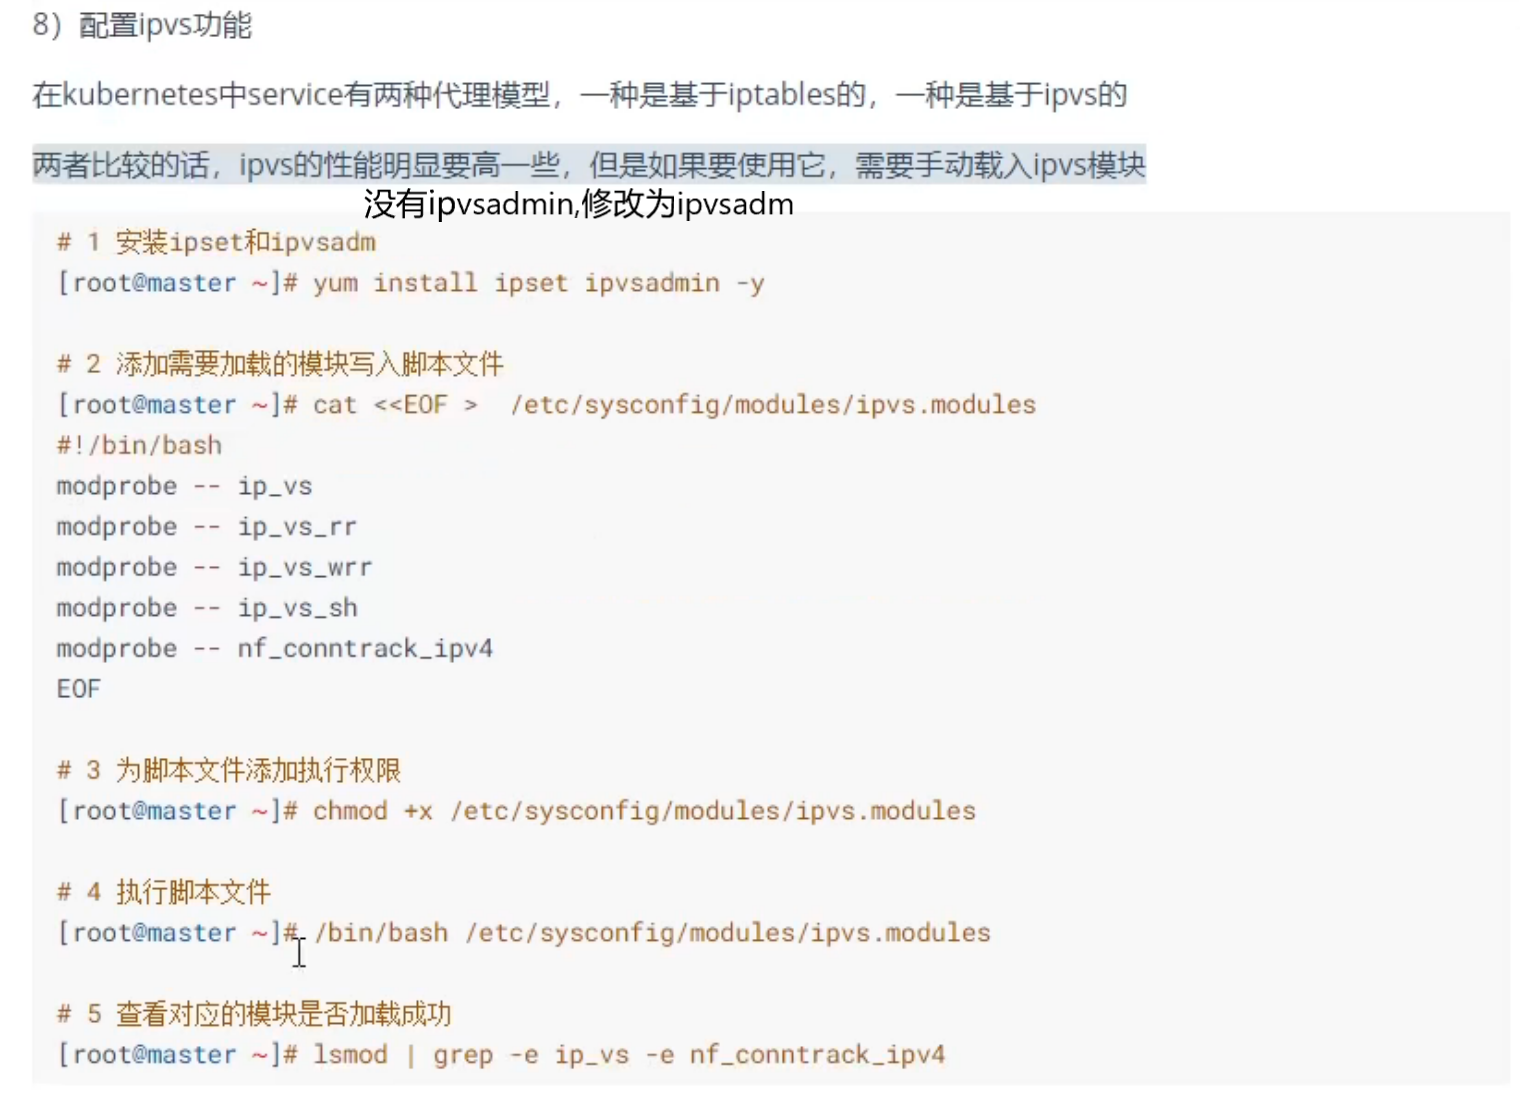 8）配置ipvs功能
在kubernetes中service有两种代理模型，一种是基于iptables的，一种是基于ipvs的
两者比较的话，ipvs的性能明显要高一些，但是如果要使用它，需要手动载入ipvs模块
没有ipvsadmin,修改为ipvsadm
# 1 安装ipset和ipvsadm
[root@master ~]# yum install ipset ipvsadmin -y
# 2 添加需要加载的模块写入脚本文件
[root@master ~]# cat <<EOF >  /etc/sysconfig/modules/ipvs.modules
#!/bin/bash
modprobe -- ip_vs
modprobe -- ip_vs_rr
modprobe -- ip_vs_wrr
modprobe -- ip_vs_sh
modprobe -- nf_conntrack_ipv4
EOF
# 3 为脚本文件添加执行权限
[root@master ~]# chmod +x /etc/sysconfig/modules/ipvs.modules
# 4 执行脚本文件
[root@master ~]# /bin/bash /etc/sysconfig/modules/ipvs.modules
# 5 查看对应的模块是否加载成功
[root@master ~]# lsmod | grep -e ip_vs -e nf_conntrack_ipv4